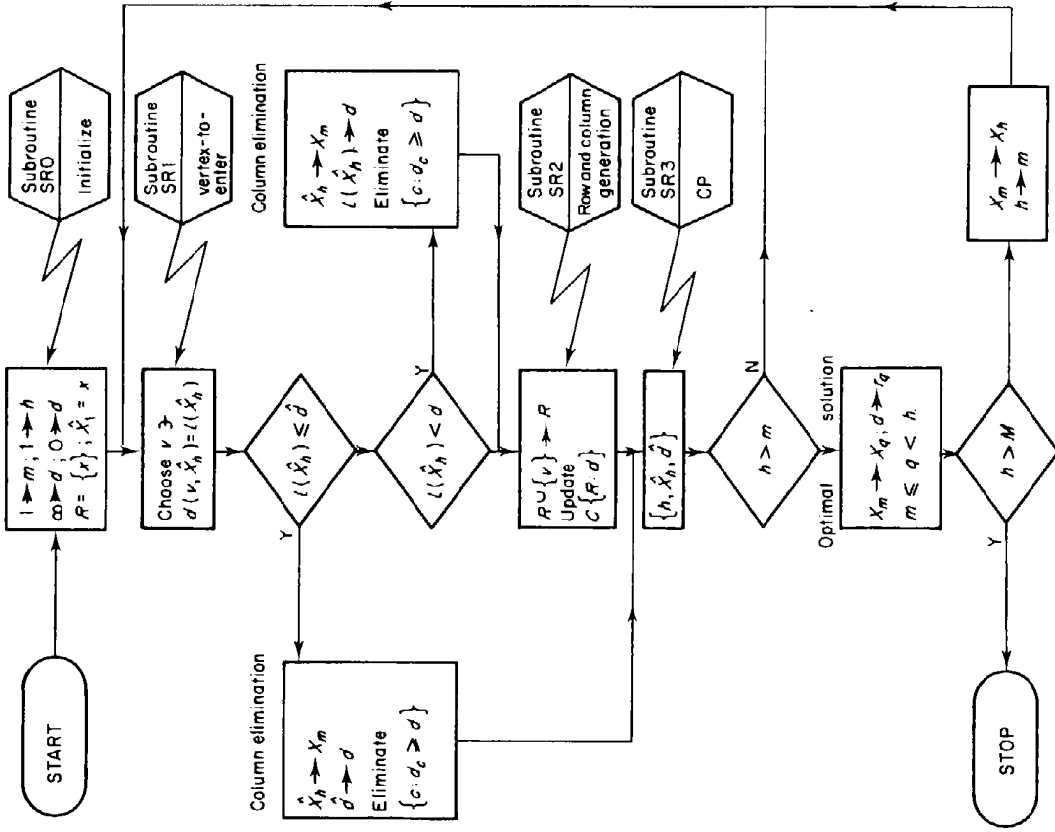 START
1 → m ; 1 → h
∞ → d ; 0 → d̂
R = {x} ; X̂₁ = x
Subroutine
SR0
Initialize
Choose v ∋
d(v, X̂ₕ) = l(X̂ₕ)
Subroutine
SR1
vertex-to-
enter
l(X̂ₕ) ≤ d̂
Y
Column elimination
X̂ₕ → Xₘ
d̂ → d
Eliminate
{c : d_c ≥ d}
l(X̂ₕ) < d
Y
Column elimination
X̂ₕ → Xₘ
l(X̂ₕ) → d
Eliminate
{c : d_c ≥ d}
R ∪ {v} → R
Update
C{R : d}
Subroutine
SR2
Row and column
generation
{h, X̂ₕ, d̂}
Subroutine
SR3
CP
h > m
N
Optimal solution
Xₘ → X_q ; d → r_q
m ≤ q < h
h > M
Y
STOP
Xₘ → Xₕ
h → m